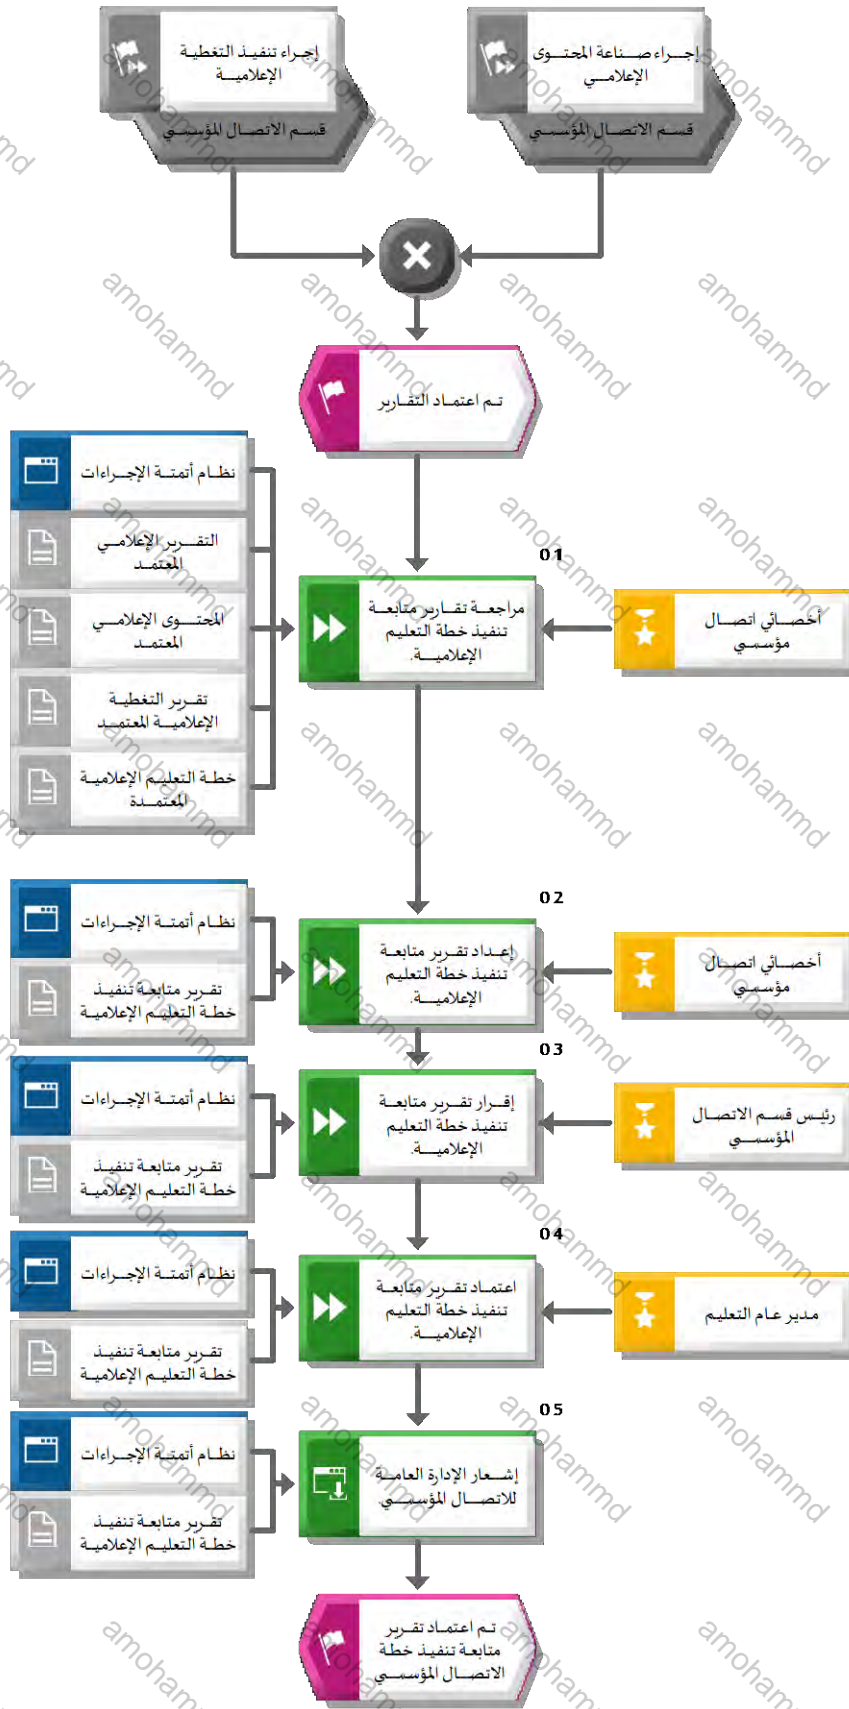 إجراء صناعة المحتوى
الإعلامي
قسم الاتصال المؤسسي
إجراء تنفيذ التغطية
الإعلامية
قسم الاتصال المؤسسي
تم اعتماد التقارير
01
أخصائي اتصال
مؤسسي
مراجعة تقارير متابعة
تنفيذ خطة التعليم
الإعلامية.
نظام أتمتة الإجراءات
التقرير الإعلامي
المعتمد
المحتوى الإعلامي
المعتمد
تقرير التغطية
الإعلامية المعتمد
خطة التعليم الإعلامية
المعتمدة
02
أخصائي اتصال
مؤسسي
إعداد تقرير متابعة
تنفيذ خطة التعليم
الإعلامية.
نظام أتمتة الإجراءات
تقرير متابعة تنفيذ
خطة التعليم الإعلامية
03
رئيس قسم الاتصال
المؤسسي
إقرار تقرير متابعة
تنفيذ خطة التعليم
الإعلامية.
نظام أتمتة الإجراءات
تقرير متابعة تنفيذ
خطة التعليم الإعلامية
04
مدير عام التعليم
اعتماد تقرير متابعة
تنفيذ خطة التعليم
الإعلامية.
نظام أتمتة الإجراءات
تقرير متابعة تنفيذ
خطة التعليم الإعلامية
05
إشعار الإدارة العامة
للاتصال المؤسسي.
نظام أتمتة الإجراءات
تقرير متابعة تنفيذ
خطة التعليم الإعلامية
تم اعتماد تقرير
متابعة تنفيذ خطة
الاتصال المؤسسي
amohammd